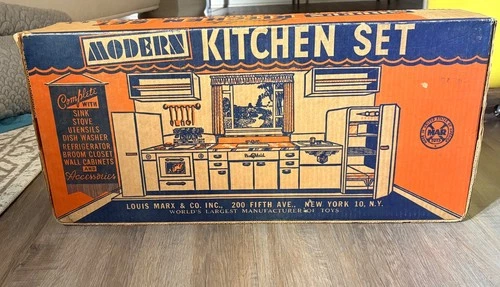 MODERN KITCHEN SET
Complete
WITH
SINK
STOVE
UTENSILS
DISH WASHER
REFRIGERATOR
BROOM CLOSET
WALL CABINETS
AND
Accessories
MAR
LOUIS MARX & CO. INC., 200 FIFTH AVE., NEW YORK 10, N.Y.
WORLD'S LARGEST MANUFACTURER OF TOYS